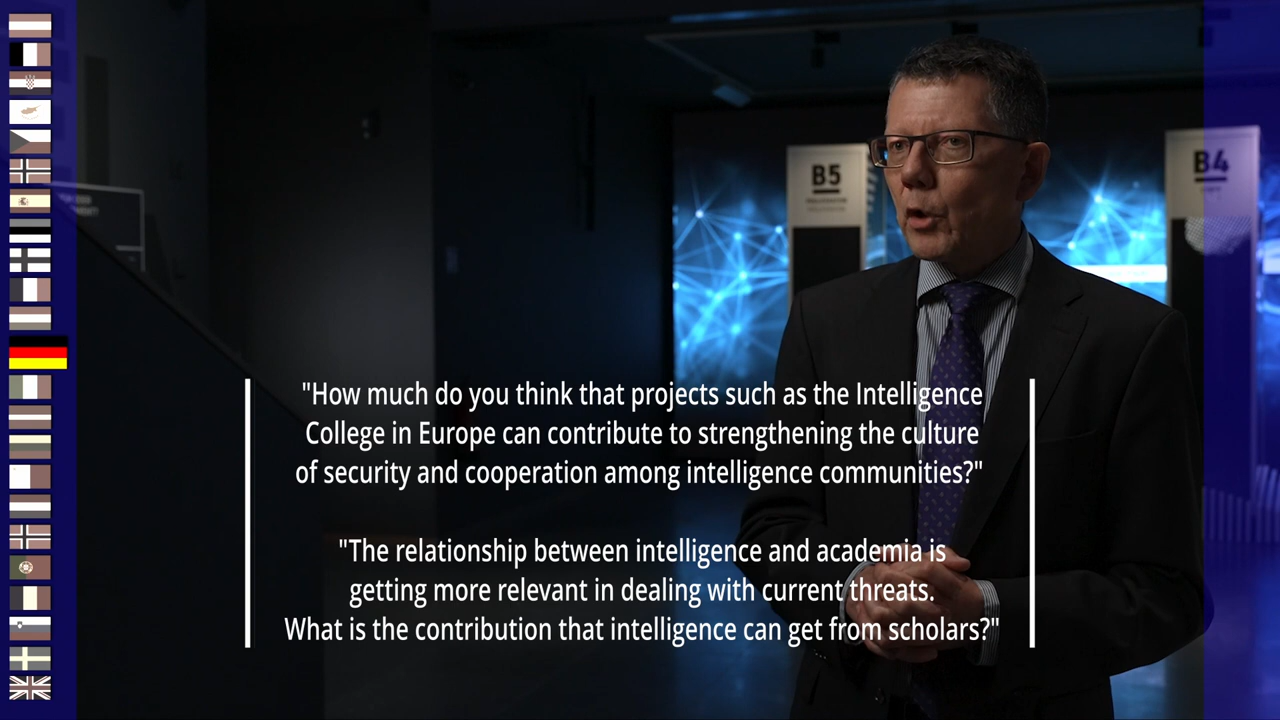 B5
B4
"How much do you think that projects such as the Intelligence
College in Europe can contribute to strengthening the culture
of security and cooperation among intelligence communities?"
"The relationship between intelligence and academia is
getting more relevant in dealing with current threats.
What is the contribution that intelligence can get from scholars?"